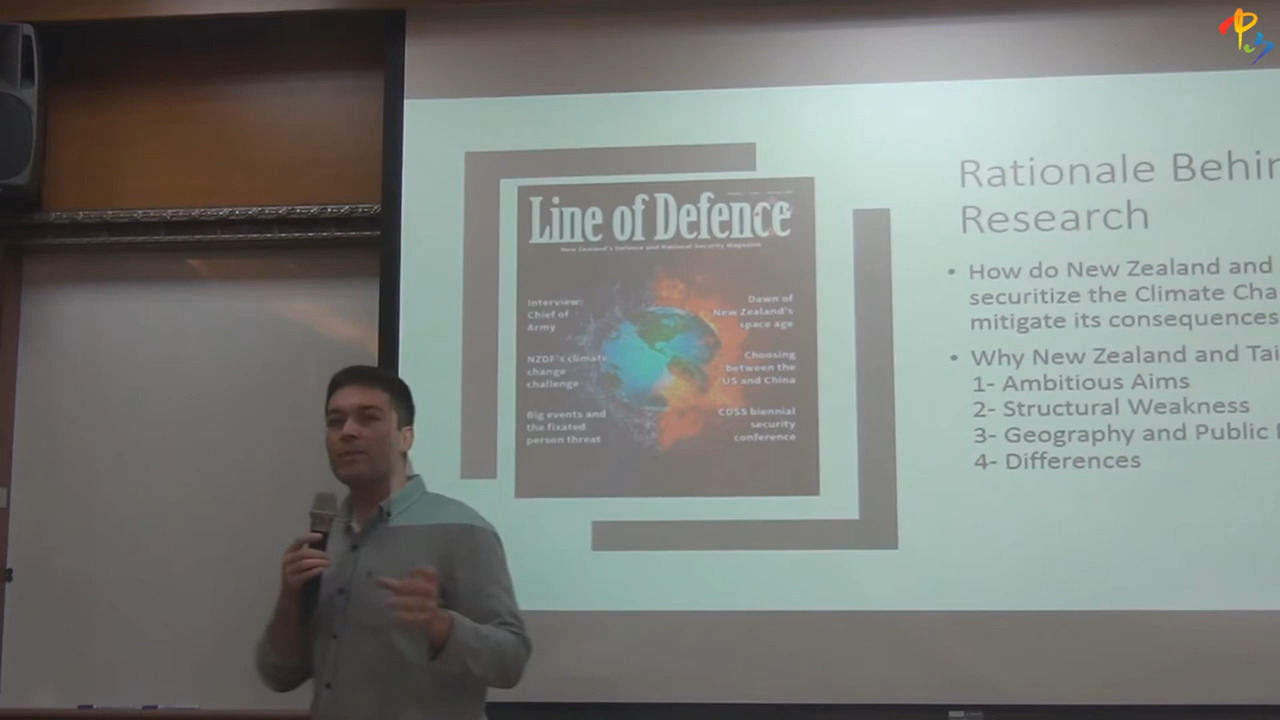 Line of Defence
New Zealand's Defence and National Security Magazine
Interview:
Chief of
Army
NZDF's climate
change
challenge
Big events and
the fixated
person threat
Dawn of
New Zealand's
space age
Choosing
between the
US and China
CDSS biennial
security
conference
Rationale Behin
Research
• How do New Zealand and
securitize the Climate Cha
mitigate its consequences
• Why New Zealand and Tai
1- Ambitious Aims
2- Structural Weakness
3- Geography and Public
4- Differences